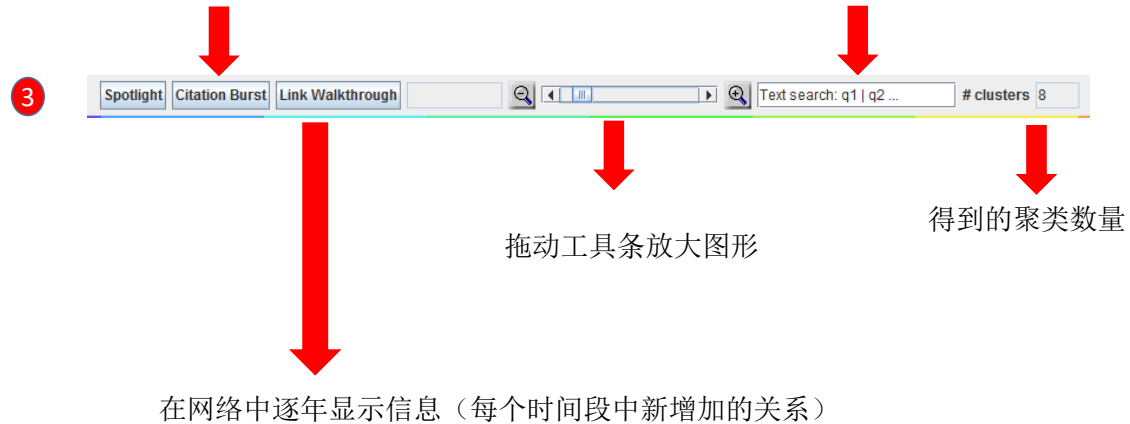 3
Spotlight Citation Burst Link Walkthrough Text search: q1 | q2 ... # clusters 8
得到的聚类数量
拖动工具条放大图形
在网络中逐年显示信息（每个时间段中新增加的关系）